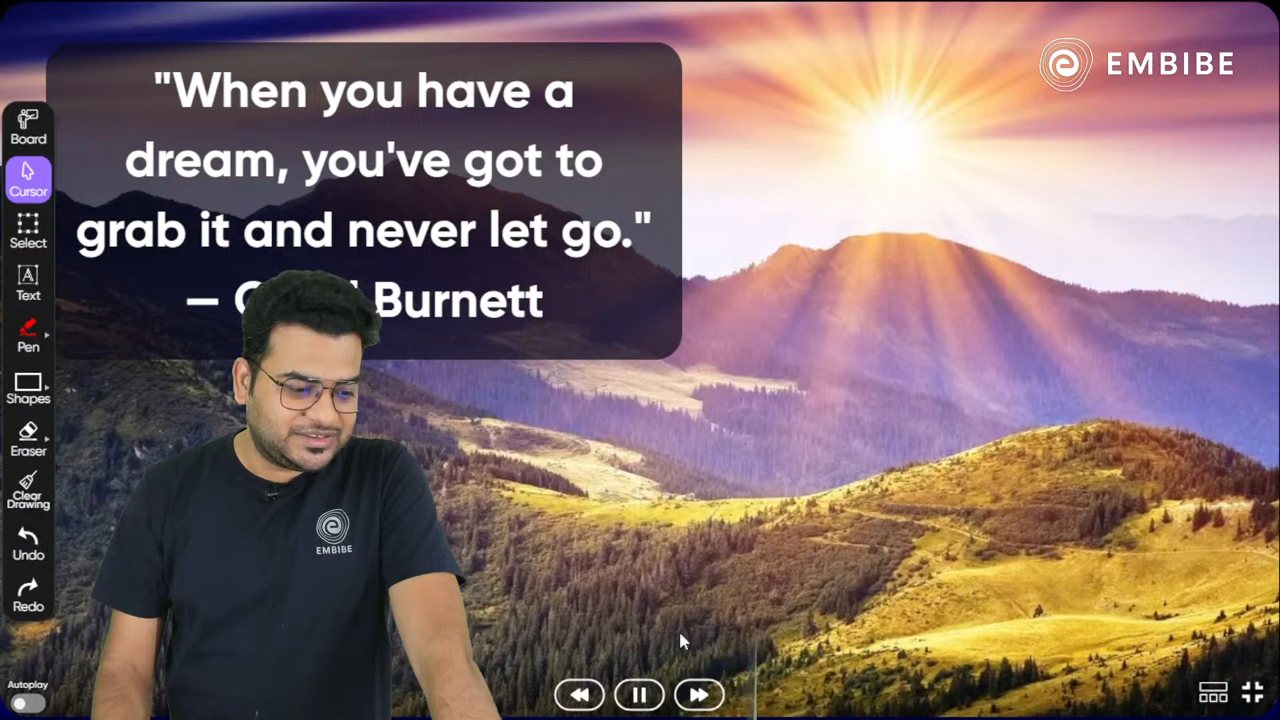 EMBIBE
"When you have a
dream, you've got to
grab it and never let go."
— Burnett
Board
Cursor
Select
Text
Pen
Shapes
Eraser
Clear
Drawing
Undo
Redo
Autoplay
EMBIBE